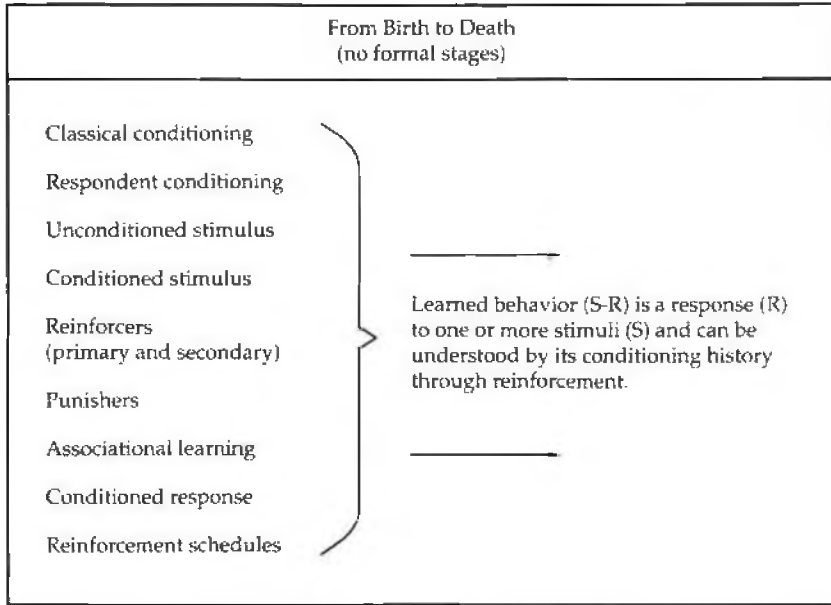 From Birth to Death
(no formal stages)
Classical conditioning
Respondent conditioning
Unconditioned stimulus
Conditioned stimulus
Reinforcers
(primary and secondary)
Punishers
Associational learning
Conditioned response
Reinforcement schedules
Learned behavior (S-R) is a response (R)
to one or more stimuli (S) and can be
understood by its conditioning history
through reinforcement.